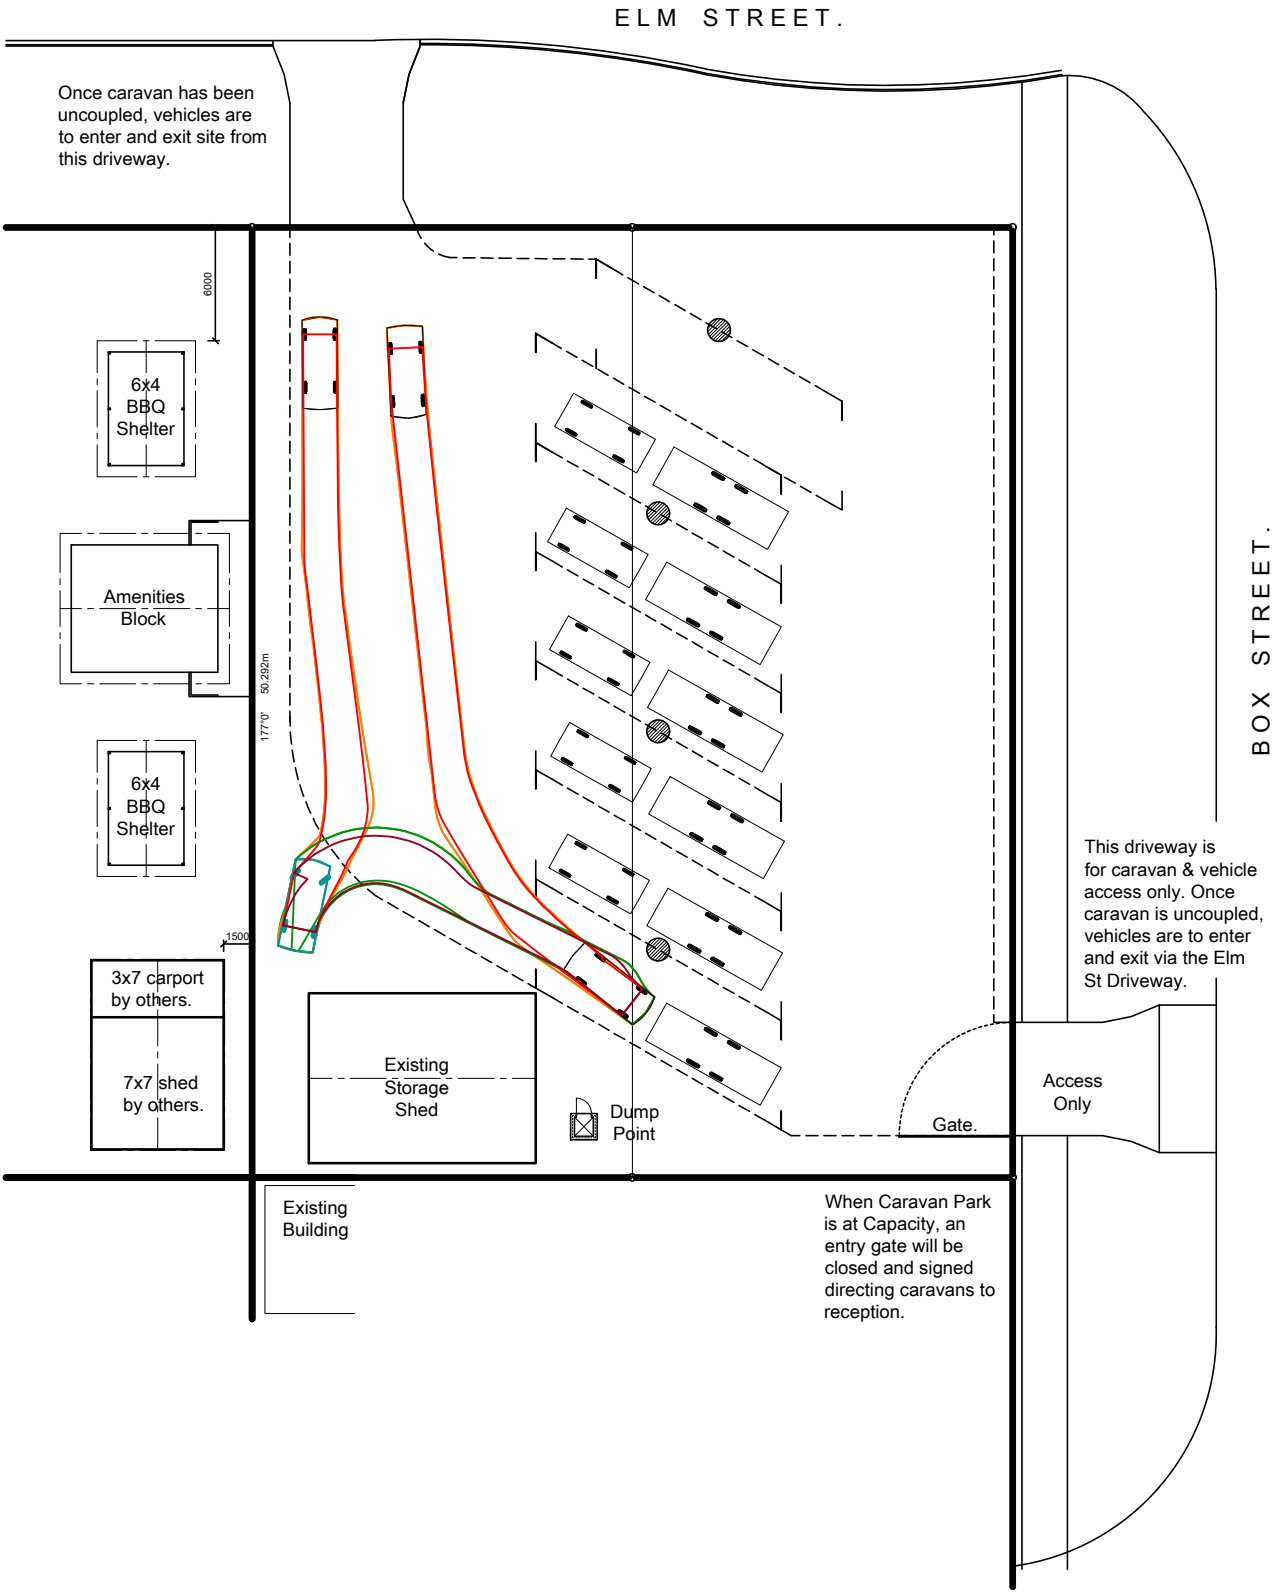 ELM STREET.
Once caravan has been
uncoupled, vehicles are
to enter and exit site from
this driveway.
6000
6x4
BBQ
Shelter
Amenities
Block
177°0' 50.292m
6x4
BBQ
Shelter
1500
3x7 carport
by others.
7x7 shed
by others.
Existing
Storage
Shed
Dump
Point
Existing
Building
BOX STREET.
This driveway is
for caravan & vehicle
access only. Once
caravan is uncoupled,
vehicles are to enter
and exit via the Elm
St Driveway.
Access
Only
Gate.
When Caravan Park
is at Capacity, an
entry gate will be
closed and signed
directing caravans to
reception.